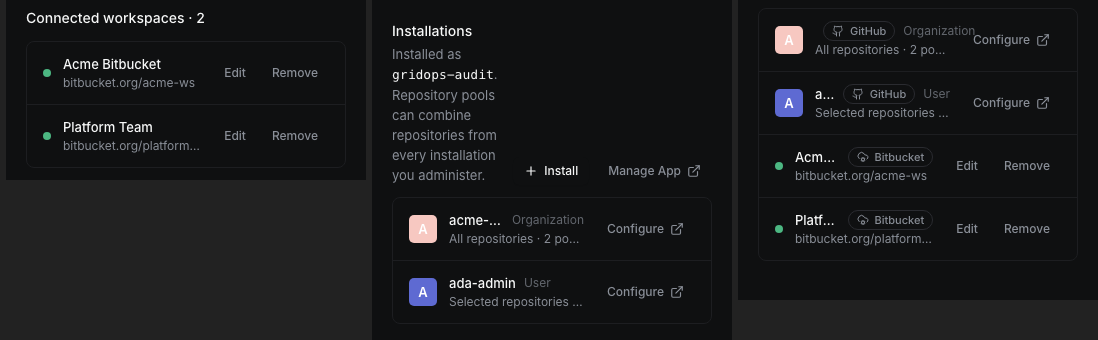 Connected workspaces · 2
Acme Bitbucket
bitbucket.org/acme-ws
Edit
Remove
Platform Team
bitbucket.org/platform...
Edit
Remove
Installations
Installed as
gridops-audit.
Repository pools
can combine
repositories from
every installation
you administer.
+ Install
Manage App
A
acme-... Organization
All repositories · 2 po...
Configure
A
ada-admin User
Selected repositories ...
Configure
A
GitHub Organization
All repositories · 2 po...
Configure
A
a... GitHub User
Selected repositories ...
Configure
Acm... Bitbucket
bitbucket.org/acme-ws
Edit
Remove
Platf... Bitbucket
bitbucket.org/platform...
Edit
Remove